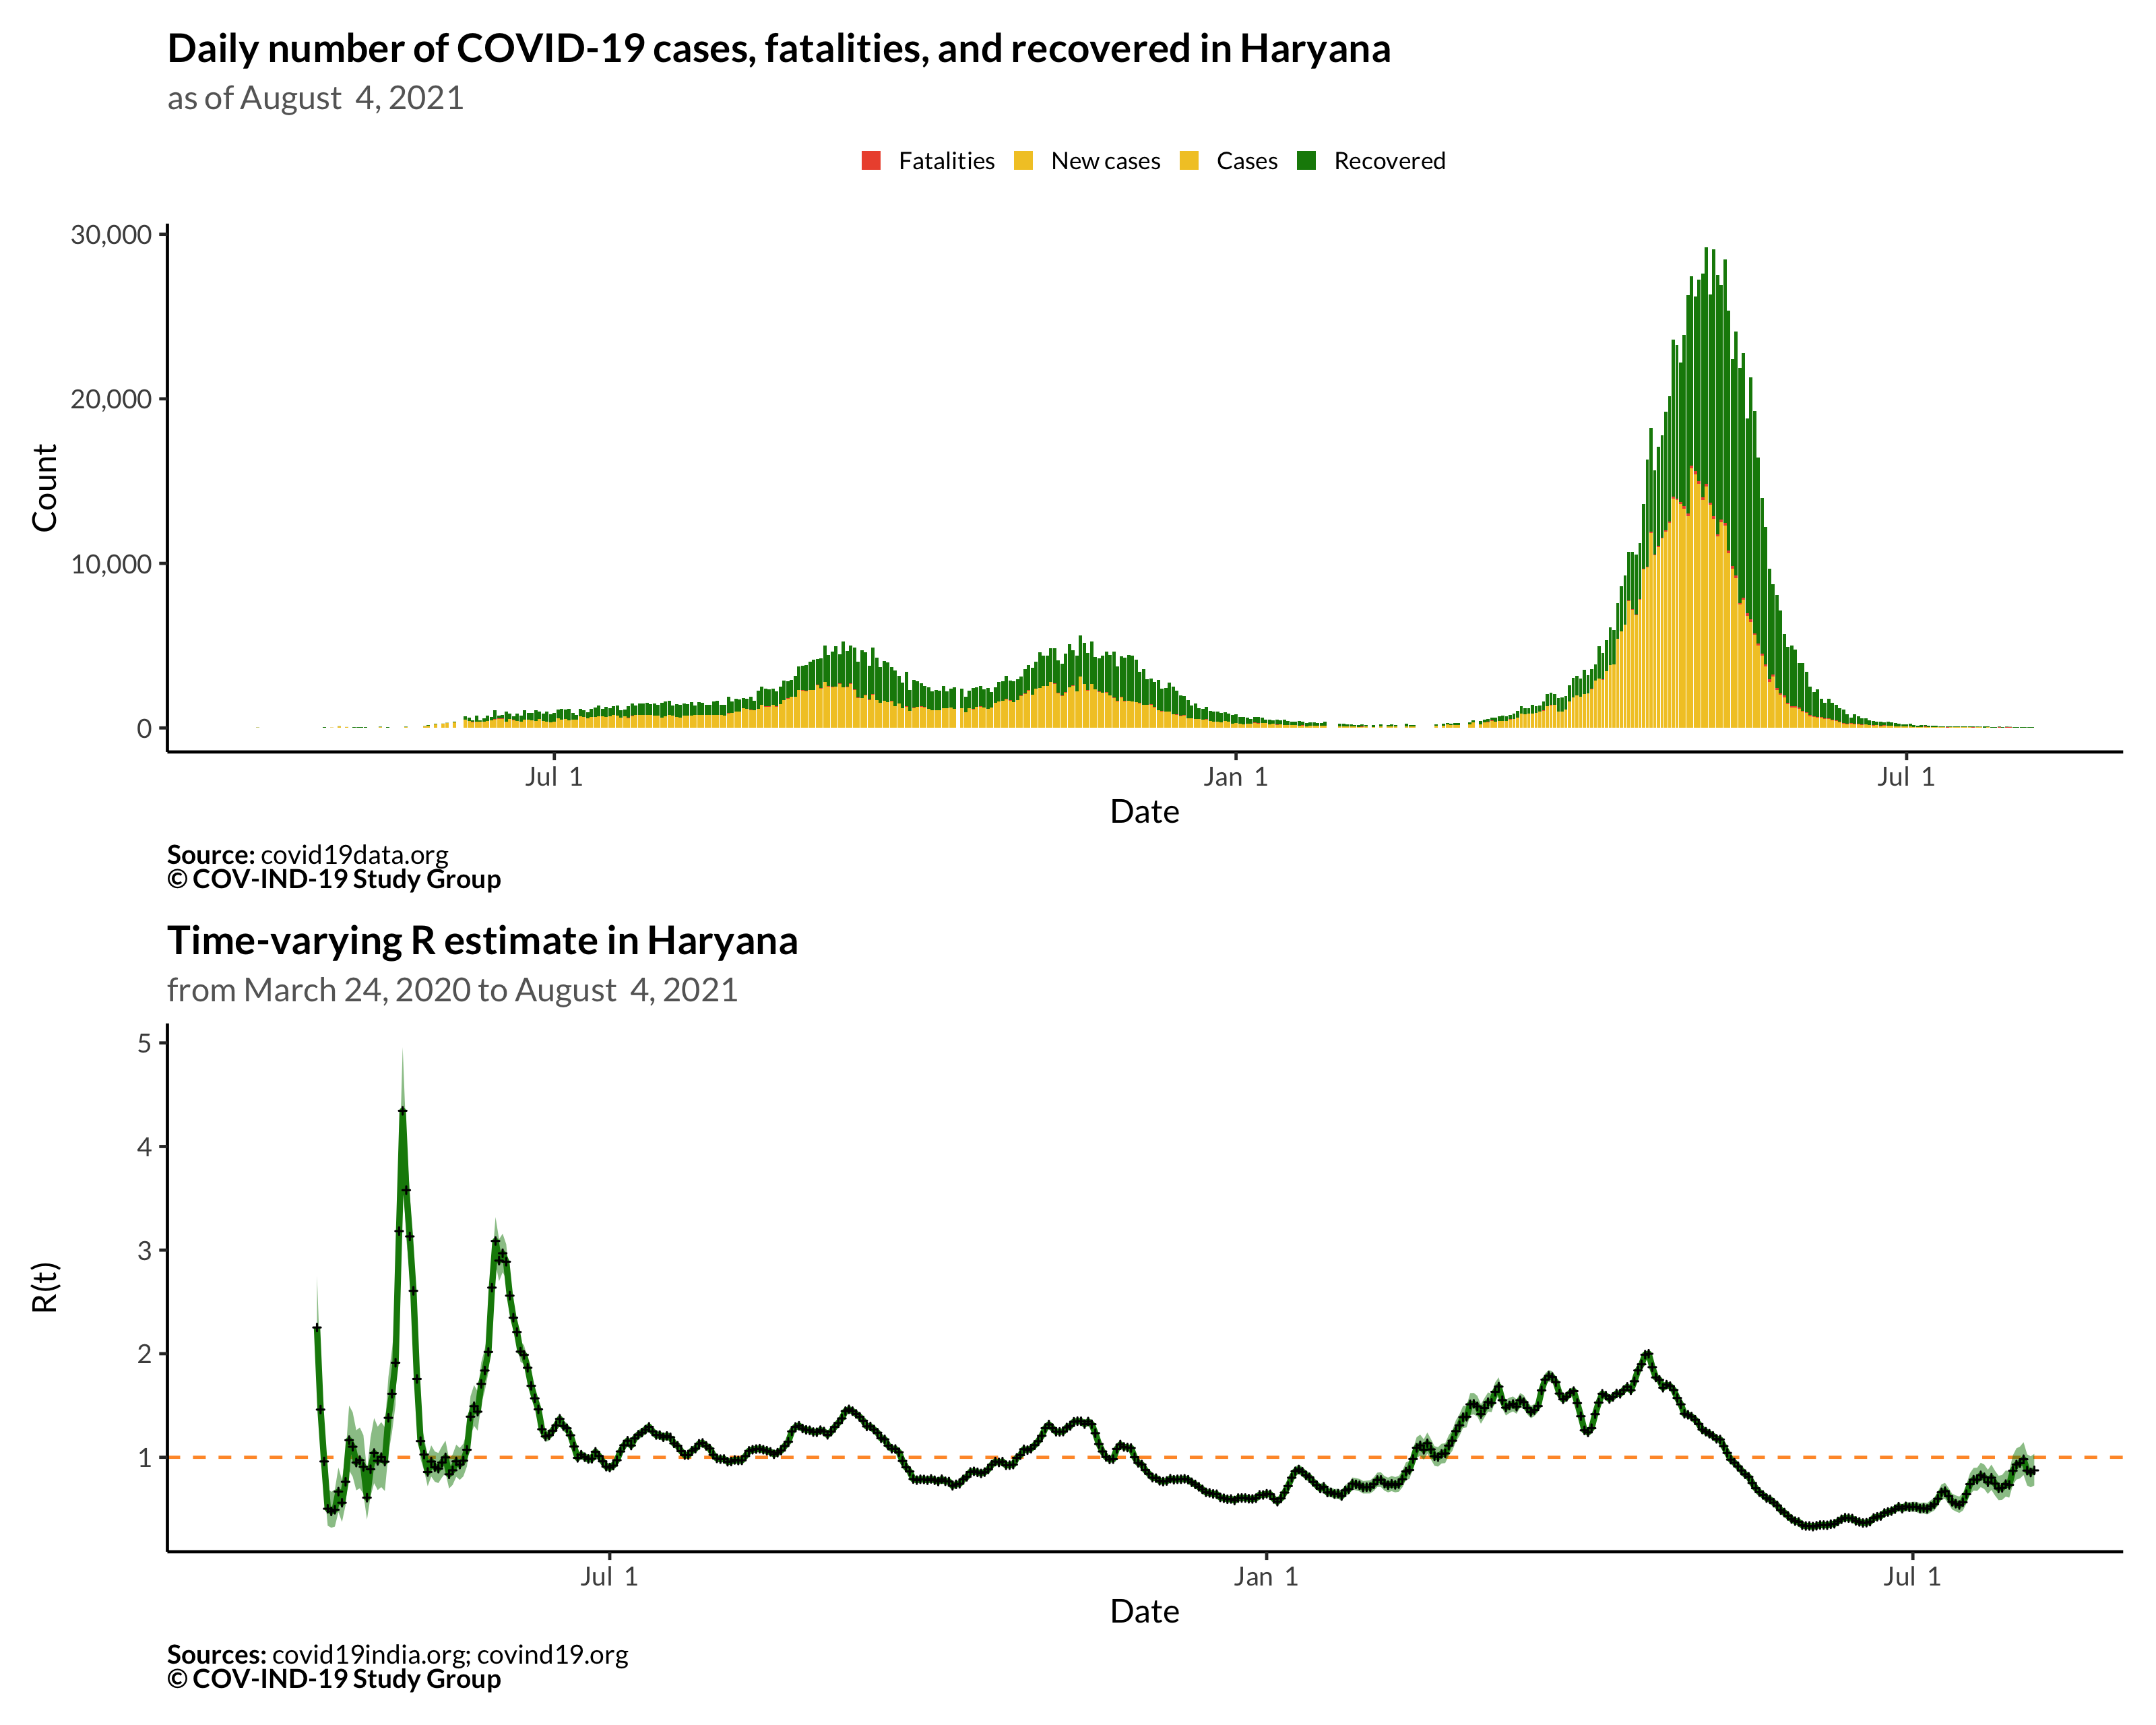 Daily number of COVID-19 cases, fatalities, and recovered in Haryana
as of August  4, 2021
Fatalities New cases Cases Recovered
30,000
20,000
10,000
0
Count
Jul  1 Jan  1 Jul  1
Date
Source: covid19data.org
© COV-IND-19 Study Group
Time-varying R estimate in Haryana
from March 24, 2020 to August  4, 2021
5
4
3
2
1
R(t)
Jul  1 Jan  1 Jul  1
Date
Sources: covid19india.org; covind19.org
© COV-IND-19 Study Group